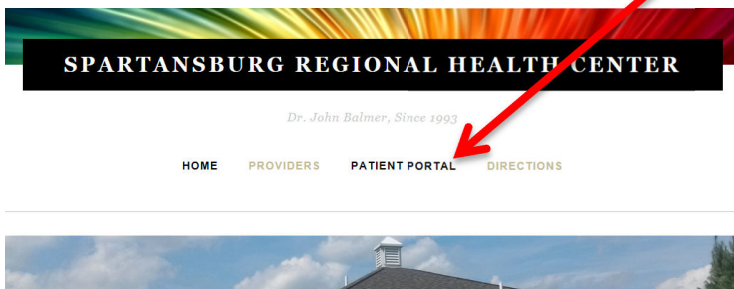 SPARTANSBURG REGIONAL HEALTH CENTER
Dr. John Balmer, Since 1993
HOME PROVIDERS PATIENT PORTAL DIRECTIONS